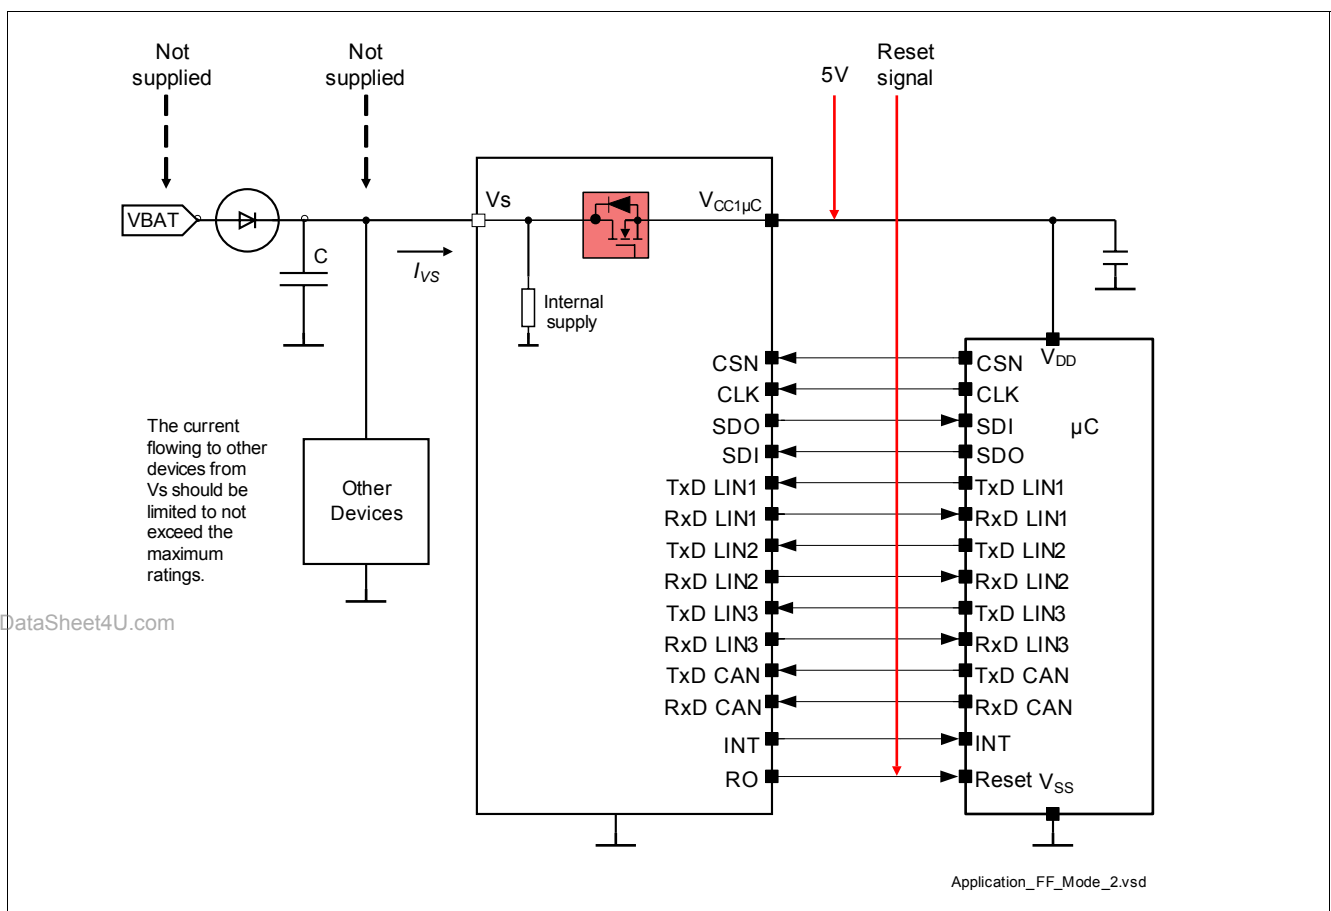 Not
supplied
Not
supplied
5V
Reset
signal
VBAT
C
IVS
Vs
VCC1µC
Internal
supply
The current
flowing to other
devices from
Vs should be
limited to not
exceed the
maximum
ratings.
Other
Devices
CSN
CLK
SDO
SDI
TxD LIN1
RxD LIN1
TxD LIN2
RxD LIN2
TxD LIN3
RxD LIN3
TxD CAN
RxD CAN
INT
RO
VDD
µC
CSN
CLK
SDI
SDO
TxD LIN1
RxD LIN1
TxD LIN2
RxD LIN2
TxD LIN3
RxD LIN3
TxD CAN
RxD CAN
INT
Reset VSS
DataSheet4U.com
Application_FF_Mode_2.vsd